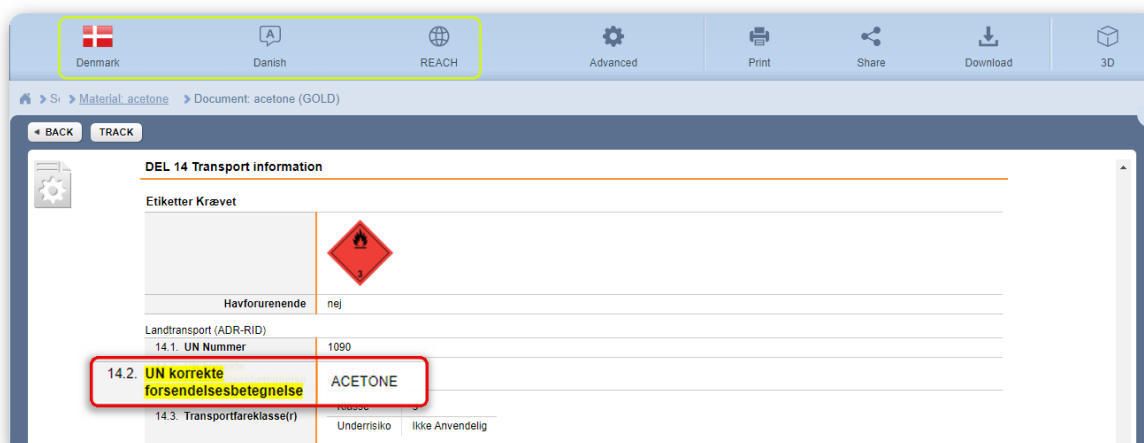 Denmark
Danish
REACH
Advanced
Print
Share
Download
3D
Material: acetone
Document: acetone (GOLD)
BACK
TRACK
DEL 14 Transport information
Etiketter Krævet
3
Havforurenende nej
Landtransport (ADR-RID)
14.1. UN Nummer 1090
14.2. UN korrekte
forsendelsesbetegnelse
ACETONE
14.3. Transportfareklasse(r)
Underrisiko Ikke Anvendelig